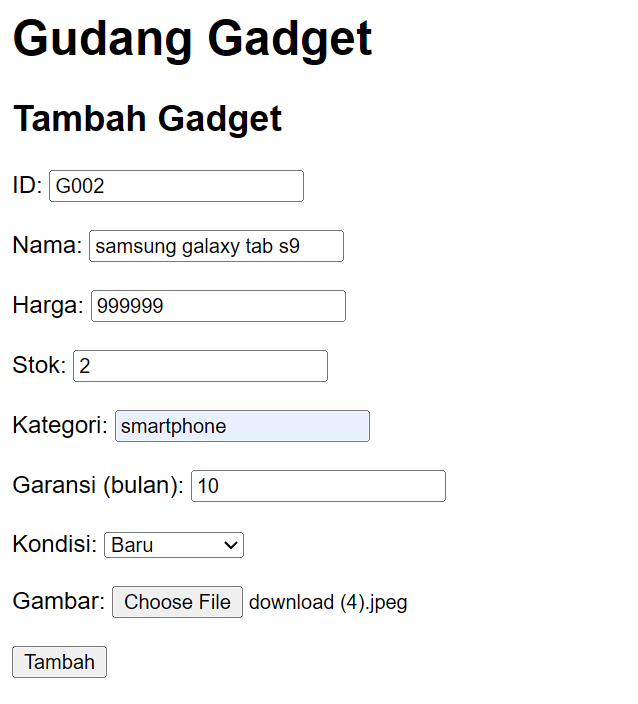 Gudang Gadget
Tambah Gadget
ID: G002
Nama: samsung galaxy tab s9
Harga: 999999
Stok: 2
Kategori: smartphone
Garansi (bulan): 10
Kondisi: Baru
Gambar: Choose File download (4).jpeg
Tambah